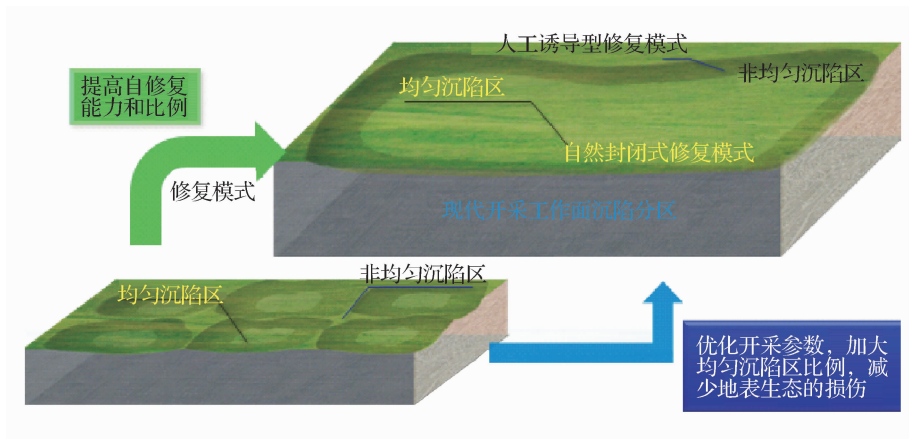 人工诱导型修复模式
非均匀沉陷区
提高自修复
能力和比例
均匀沉陷区
自然封闭式修复模式
修复模式
现代开采工作面沉陷分区
非均匀沉陷区
均匀沉陷区
优化开采参数，加大
均匀沉陷区比例，减
少地表生态的损伤